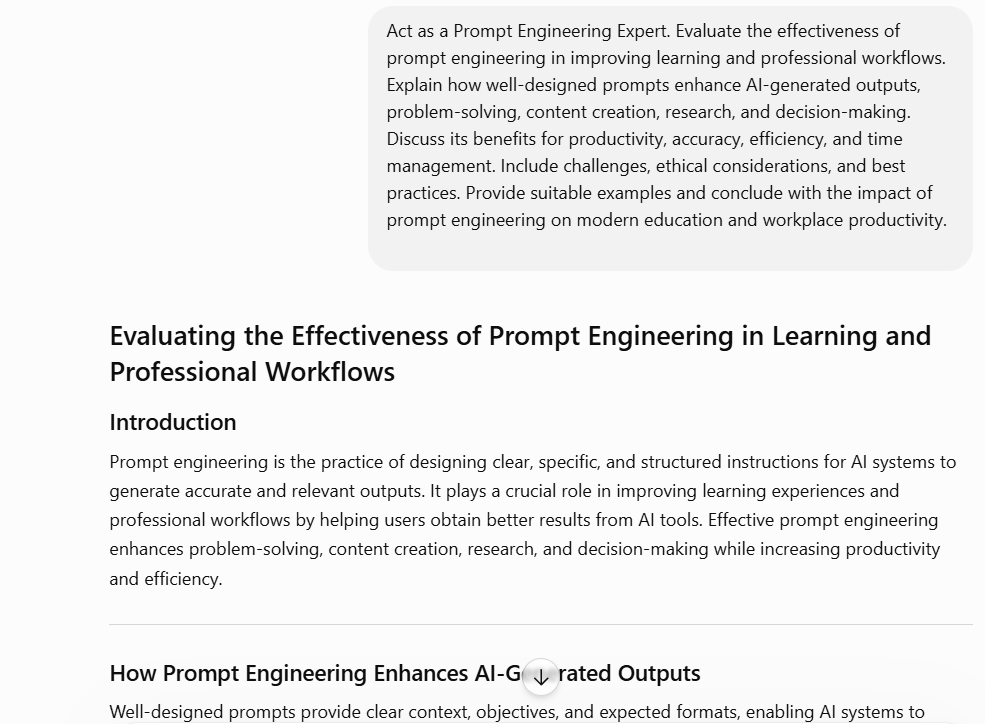 Act as a Prompt Engineering Expert. Evaluate the effectiveness of
prompt engineering in improving learning and professional workflows.
Explain how well-designed prompts enhance AI-generated outputs,
problem-solving, content creation, research, and decision-making.
Discuss its benefits for productivity, accuracy, efficiency, and time
management. Include challenges, ethical considerations, and best
practices. Provide suitable examples and conclude with the impact of
prompt engineering on modern education and workplace productivity.
Evaluating the Effectiveness of Prompt Engineering in Learning and
Professional Workflows
Introduction
Prompt engineering is the practice of designing clear, specific, and structured instructions for AI systems to
generate accurate and relevant outputs. It plays a crucial role in improving learning experiences and
professional workflows by helping users obtain better results from AI tools. Effective prompt engineering
enhances problem-solving, content creation, research, and decision-making while increasing productivity
and efficiency.
How Prompt Engineering Enhances Outputs
Well-designed prompts provide clear context, objectives, and expected formats, enabling AI systems to